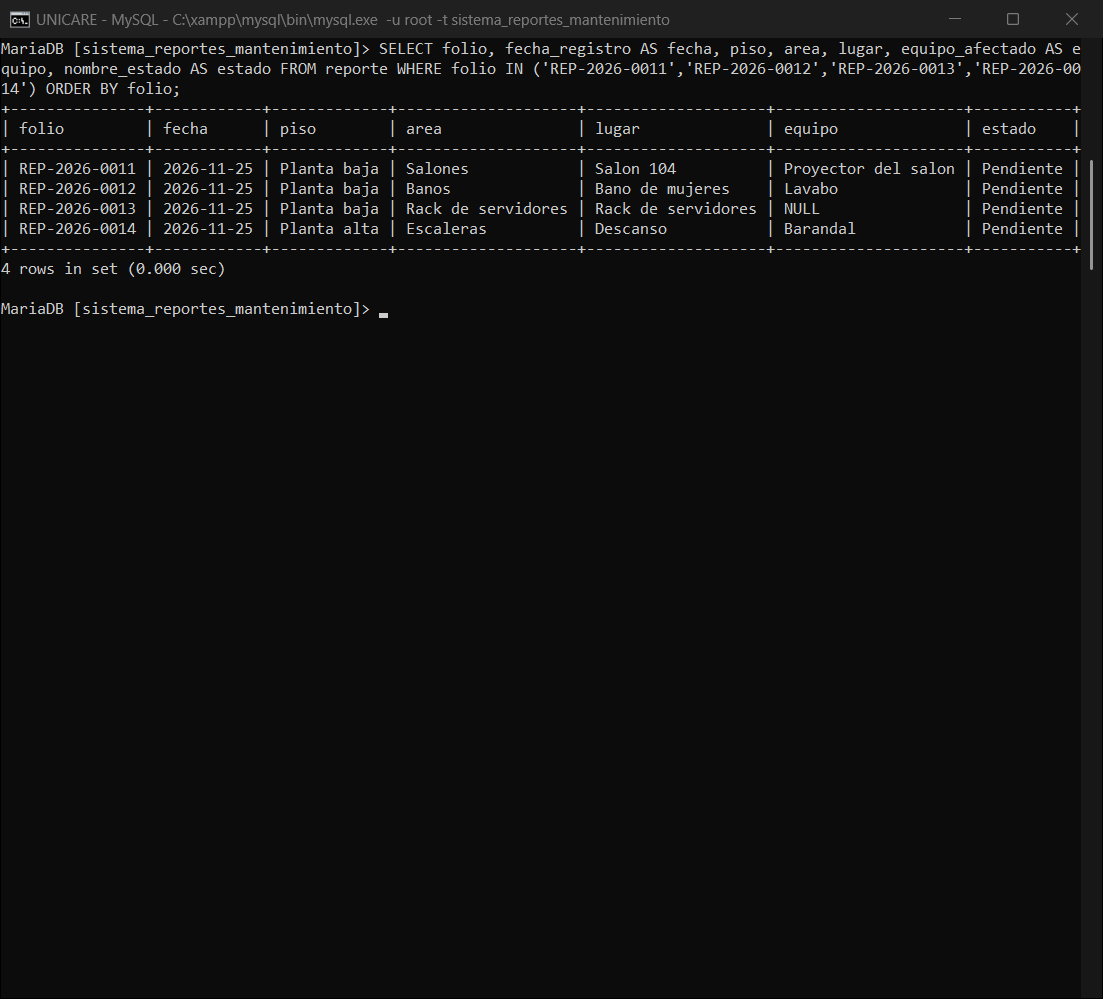 UNICARE - MySQL - C:\xampp\mysql\bin\mysql.exe  -u root -t sistema_reportes_mantenimiento
MariaDB [sistema_reportes_mantenimiento]> SELECT folio, fecha_registro AS fecha, piso, area, lugar, equipo_afectado AS e
quipo, nombre_estado AS estado FROM reporte WHERE folio IN ('REP-2026-0011','REP-2026-0012','REP-2026-0013','REP-2026-00
14') ORDER BY folio;
+---------------+------------+-------------+--------------------+--------------------+---------------------+-----------+
| folio         | fecha      | piso        | area               | lugar              | equipo              | estado    |
+---------------+------------+-------------+--------------------+--------------------+---------------------+-----------+
| REP-2026-0011 | 2026-11-25 | Planta baja | Salones            | Salon 104          | Proyector del salon | Pendiente |
| REP-2026-0012 | 2026-11-25 | Planta baja | Banos              | Bano de mujeres    | Lavabo              | Pendiente |
| REP-2026-0013 | 2026-11-25 | Planta baja | Rack de servidores | Rack de servidores | NULL                | Pendiente |
| REP-2026-0014 | 2026-11-25 | Planta alta | Escaleras          | Descanso           | Barandal            | Pendiente |
+---------------+------------+-------------+--------------------+--------------------+---------------------+-----------+
4 rows in set (0.000 sec)
MariaDB [sistema_reportes_mantenimiento]>